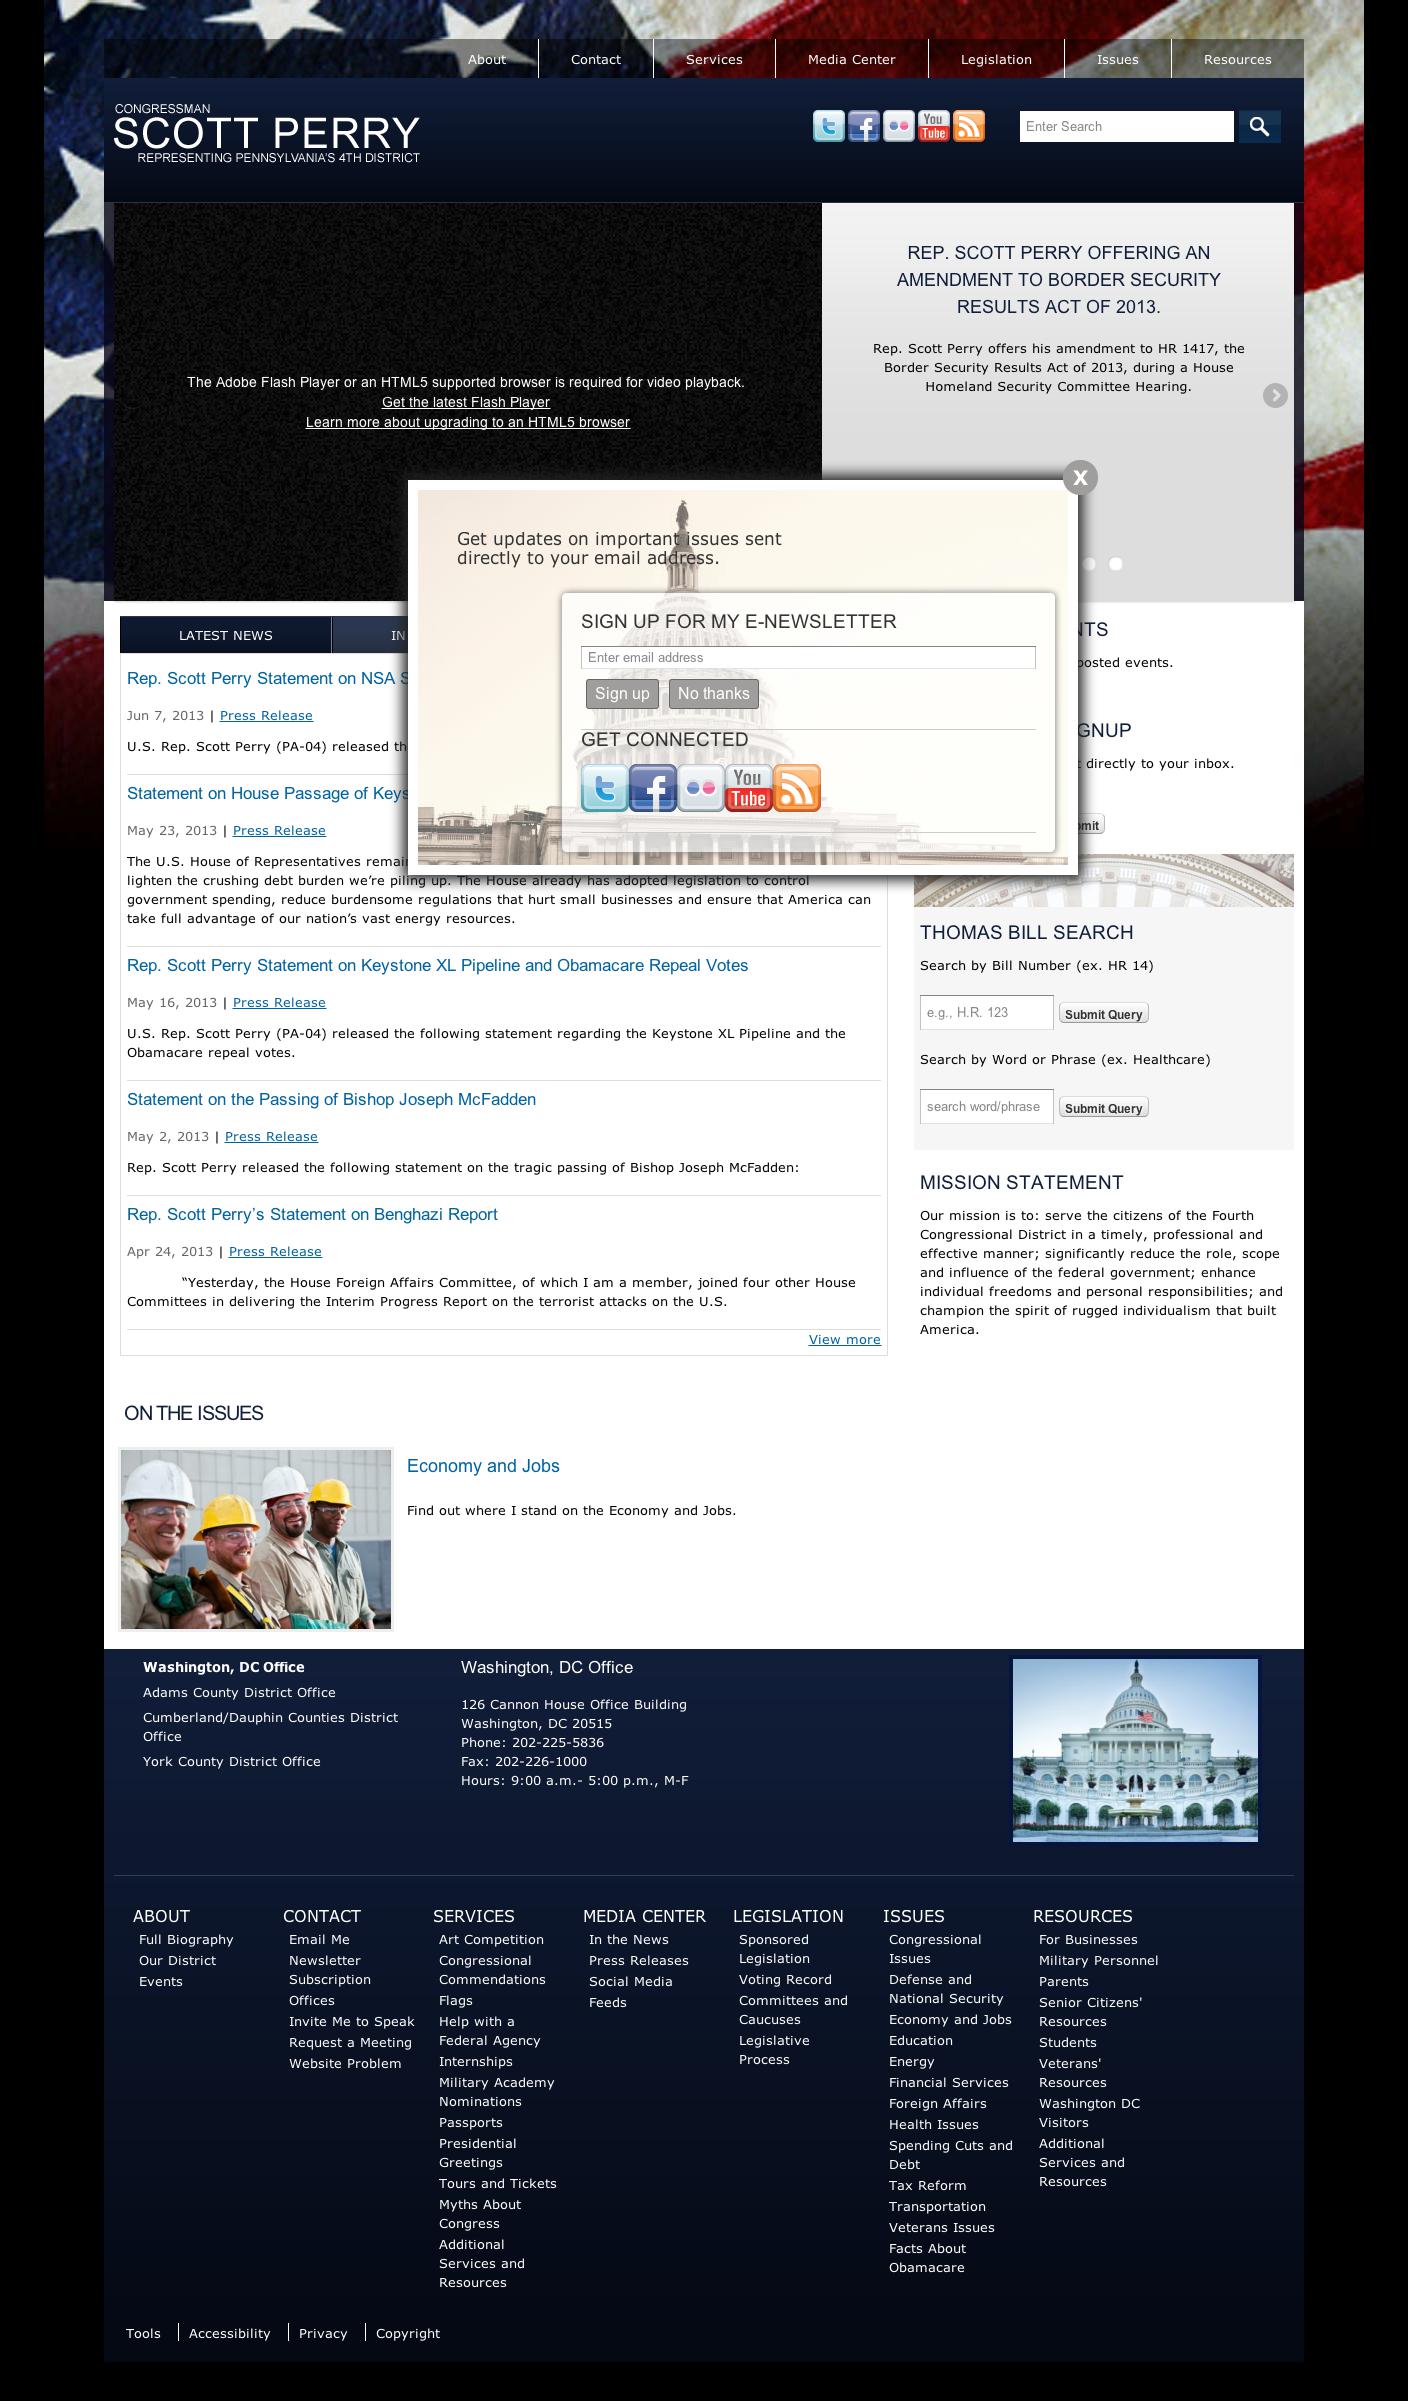 About
Contact
Services
Media Center
Legislation
Issues
Resources
CONGRESSMAN
SCOTT PERRY
REPRESENTING PENNSYLVANIA'S 4TH DISTRICT
You
Tube
Enter Search
The Adobe Flash Player or an HTML5 supported browser is required for video playback.
Get the latest Flash Player
Learn more about upgrading to an HTML5 browser
REP. SCOTT PERRY OFFERING AN
AMENDMENT TO BORDER SECURITY
RESULTS ACT OF 2013.
Rep. Scott Perry offers his amendment to HR 1417, the
Border Security Results Act of 2013, during a House
Homeland Security Committee Hearing.
X
Get updates on important issues sent
directly to your email address.
SIGN UP FOR MY E-NEWSLETTER
Enter email address
Sign up
No thanks
GET CONNECTED
You
Tube
LATEST NEWS
IN
Rep. Scott Perry Statement on NSA S
Jun 7, 2013 | Press Release
U.S. Rep. Scott Perry (PA-04) released th
Statement on House Passage of Keys
May 23, 2013 | Press Release
The U.S. House of Representatives remain
lighten the crushing debt burden we’re piling up. The House already has adopted legislation to control
government spending, reduce burdensome regulations that hurt small businesses and ensure that America can
take full advantage of our nation’s vast energy resources.
Rep. Scott Perry Statement on Keystone XL Pipeline and Obamacare Repeal Votes
May 16, 2013 | Press Release
U.S. Rep. Scott Perry (PA-04) released the following statement regarding the Keystone XL Pipeline and the
Obamacare repeal votes.
Statement on the Passing of Bishop Joseph McFadden
May 2, 2013 | Press Release
Rep. Scott Perry released the following statement on the tragic passing of Bishop Joseph McFadden:
Rep. Scott Perry’s Statement on Benghazi Report
Apr 24, 2013 | Press Release
“Yesterday, the House Foreign Affairs Committee, of which I am a member, joined four other House
Committees in delivering the Interim Progress Report on the terrorist attacks on the U.S.
View more
NTS
posted events.
GNUP
t directly to your inbox.
mit
THOMAS BILL SEARCH
Search by Bill Number (ex. HR 14)
e.g., H.R. 123
Submit Query
Search by Word or Phrase (ex. Healthcare)
search word/phrase
Submit Query
MISSION STATEMENT
Our mission is to: serve the citizens of the Fourth
Congressional District in a timely, professional and
effective manner; significantly reduce the role, scope
and influence of the federal government; enhance
individual freedoms and personal responsibilities; and
champion the spirit of rugged individualism that built
America.
ON THE ISSUES
Economy and Jobs
Find out where I stand on the Economy and Jobs.
Washington, DC Office
Adams County District Office
Cumberland/Dauphin Counties District
Office
York County District Office
Washington, DC Office
126 Cannon House Office Building
Washington, DC 20515
Phone: 202-225-5836
Fax: 202-226-1000
Hours: 9:00 a.m.- 5:00 p.m., M-F
ABOUT
Full Biography
Our District
Events
CONTACT
Email Me
Newsletter
Subscription
Offices
Invite Me to Speak
Request a Meeting
Website Problem
SERVICES
Art Competition
Congressional
Commendations
Flags
Help with a
Federal Agency
Internships
Military Academy
Nominations
Passports
Presidential
Greetings
Tours and Tickets
Myths About
Congress
Additional
Services and
Resources
MEDIA CENTER
In the News
Press Releases
Social Media
Feeds
LEGISLATION
Sponsored
Legislation
Voting Record
Committees and
Caucuses
Legislative
Process
ISSUES
Congressional
Issues
Defense and
National Security
Economy and Jobs
Education
Energy
Financial Services
Foreign Affairs
Health Issues
Spending Cuts and
Debt
Tax Reform
Transportation
Veterans Issues
Facts About
Obamacare
RESOURCES
For Businesses
Military Personnel
Parents
Senior Citizens'
Resources
Students
Veterans'
Resources
Washington DC
Visitors
Additional
Services and
Resources
Tools
Accessibility
Privacy
Copyright